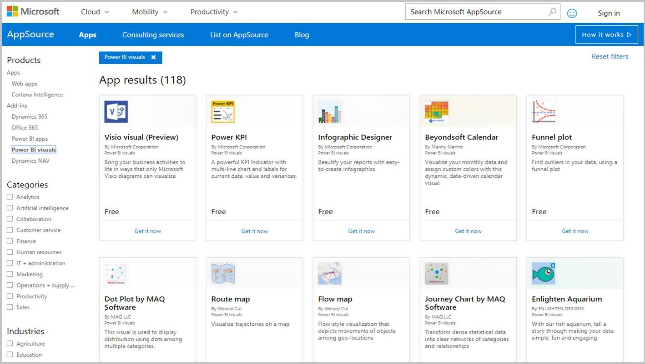 Microsoft
Cloud
Mobility
Productivity
Search Microsoft AppSource
Sign in
AppSource
Apps
Consulting services
List on AppSource
Blog
How it works
Products
Apps
Web apps
Cortana Intelligence
Add-ins
Dynamics 365
Office 365
Power BI apps
Power BI visuals
Dynamics NAV
Categories
Analytics
Artificial intelligence
Collaboration
Customer service
Finance
Human resources
IT + administration
Marketing
Operations + supply ...
Productivity
Sales
Industries
Agriculture
Education
Power BI visuals
Reset filters
App results (118)
Visio visual (Preview)
By Microsoft Corporation
Power BI visuals
Bring your business activities to
life in ways that only Microsoft
Visio diagrams can visualize
Free
Get it now
Power KPI
Power KPI
By Microsoft Corporation
Power BI visuals
A powerful KPI Indicator with
multi-line chart and labels for
current date, value and variances.
Free
Get it now
Infographic Designer
By Microsoft Corporation
Power BI visuals
Beautify your reports with easy-
to-create infographics
Free
Get it now
Beyondsoft Calendar
By Manny Merino
Power BI visuals
Visualize your monthly data and
assign custom colors with this
dynamic, data-driven calendar
visual
Free
Get it now
Funnel plot
By Microsoft Corporation
Power BI visuals
Find outliers in your data, using a
funnel plot
Free
Get it now
Dot Plot by MAQ
Software
By MAQ LLC
Power BI visuals
This visual is used to display
distribution using dots among
multiple categories.
Route map
By Weiwei Cui
Power BI visuals
Visualize trajectories on a map
Flow map
By Weiwei Cui
Power BI visuals
Flow-style visualization that
depicts movements of objects
among geo-locations
Journey Chart by MAQ
Software
By MAQ LLC
Power BI visuals
Transform dense statistical data
into clear networks of categories
and relationships
Enlighten Aquarium
By ENLIGHTEN DESIGNS
Power BI visuals
With our fish aquarium, tell a
story through making your data
simple, fun and engaging